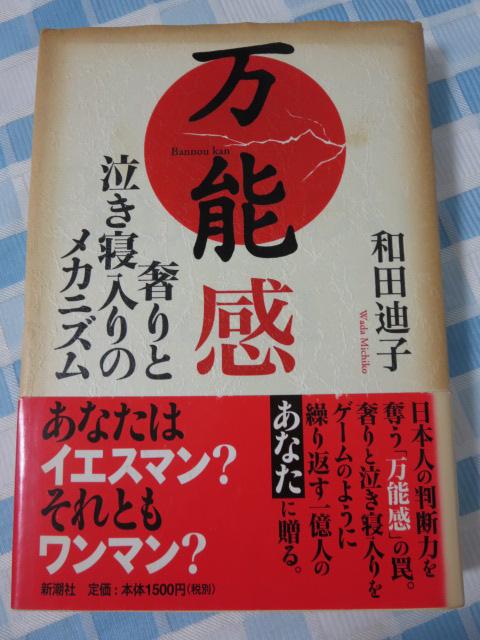 万能感
Bannou kan
奢りと
泣き寝入りの
メカニズム
和田迪子
Wada Michiko
日本人の判断力を
奪う「万能感」の罠。
奢りと泣き寝入りを
ゲームのように
繰り返す一億人の
あなたに贈る。
あなたは
イエスマン?
それとも
ワンマン?
新潮社 定価:本体1500円(税別)